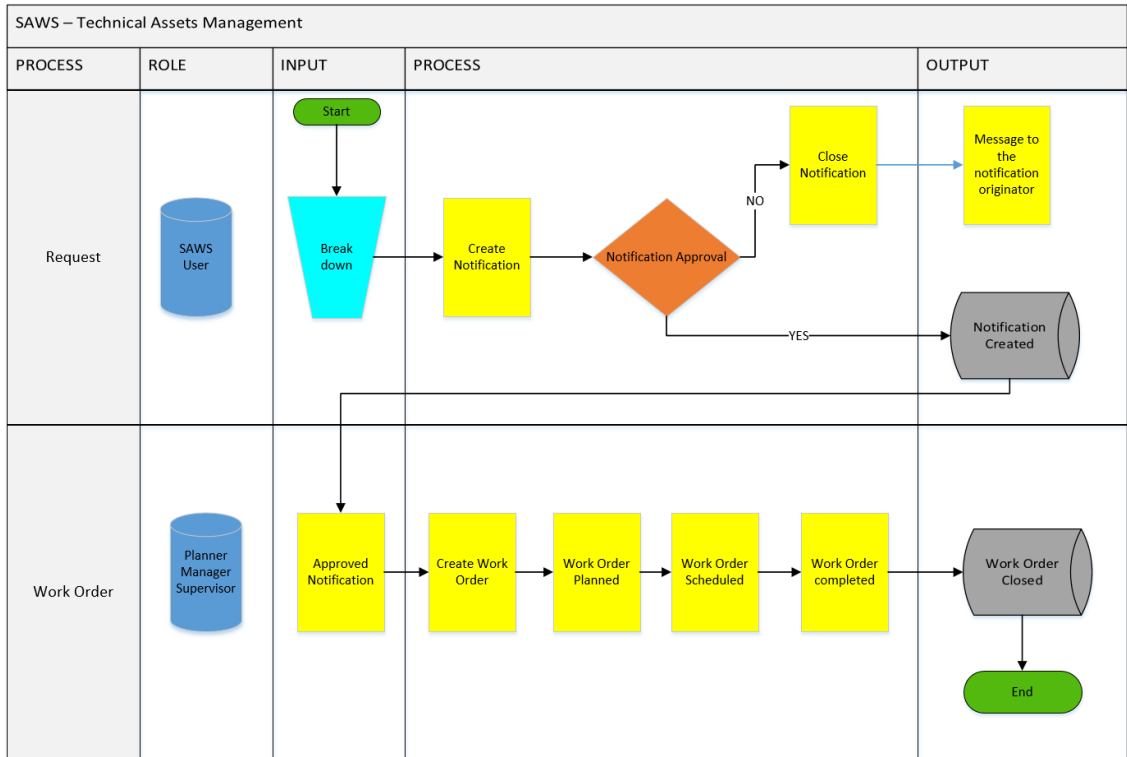 SAWS – Technical Assets Management
PROCESS
ROLE
INPUT
PROCESS
OUTPUT
Request
SAWS
User
Start
Break
down
Create
Notification
Notification Approval
NO
Close
Notification
Message to
the
notification
originator
YES
Notification
Created
Work Order
Planner
Manager
Supervisor
Approved
Notification
Create Work
Order
Work Order
Planned
Work Order
Scheduled
Work Order
completed
Work Order
Closed
End